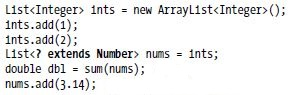 List<Integer> ints = new ArrayList<Integer>();
ints.add(1);
ints.add(2);
List<? extends Number> nums = ints;
double dbl = sum(nums);
nums.add(3.14);